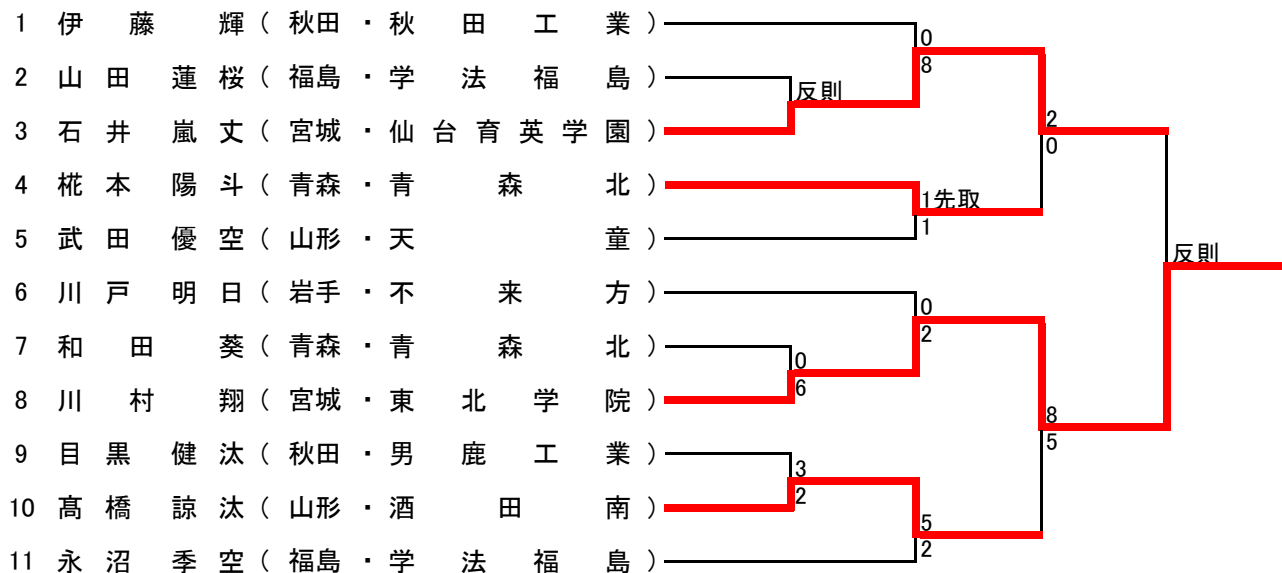 1 伊藤輝(秋田・秋田工業)
0
8
2 山田蓮桜(福島・学法福島)
反則
3 石井嵐丈(宮城・仙台育英学園)
2
0
4 椛本陽斗(青森・青森北)
1先取
1
5 武田優空(山形・天童)
反則
6 川戸明日(岩手・不来方)
0
2
7 和田葵(青森・青森北)
0
6
8 川村翔(宮城・東北学院)
8
5
9 目黒健汰(秋田・男鹿工業)
3
2
10 髙橋諒汰(山形・酒田南)
5
2
11 永沼季空(福島・学法福島)